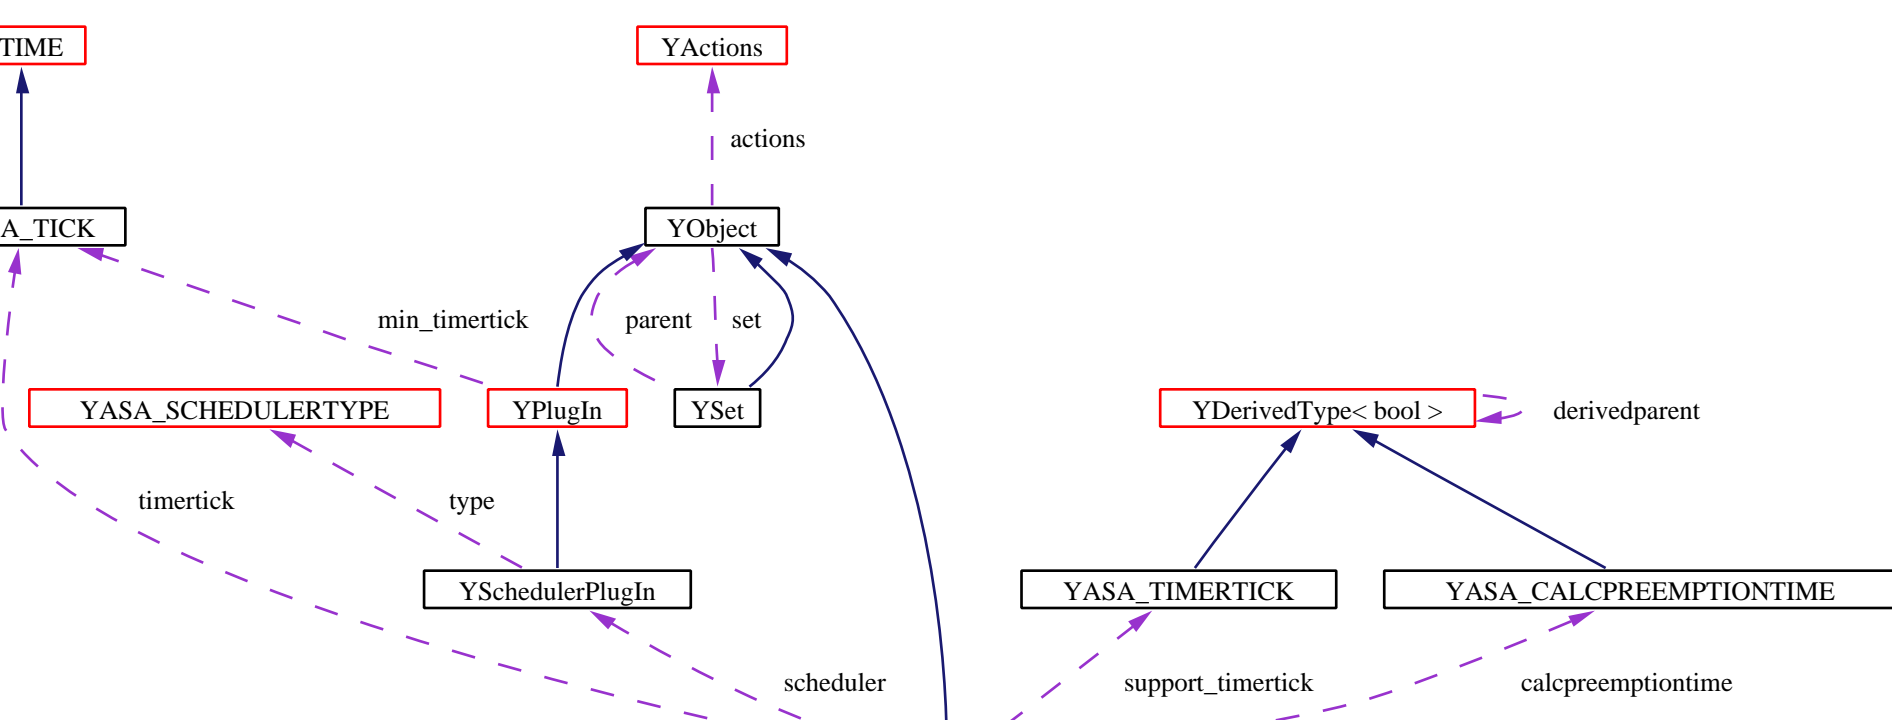 TIME
YActions
actions
A_TICK
YObject
min_timertick
parent
set
YASA_SCHEDULERTYPE
YPlugIn
YSet
YDerivedType< bool >
derivedparent
timertick
type
YSchedulerPlugIn
YASA_TIMERTICK
YASA_CALCPREEMPTIONTIME
scheduler
support_timertick
calcpreemptiontime